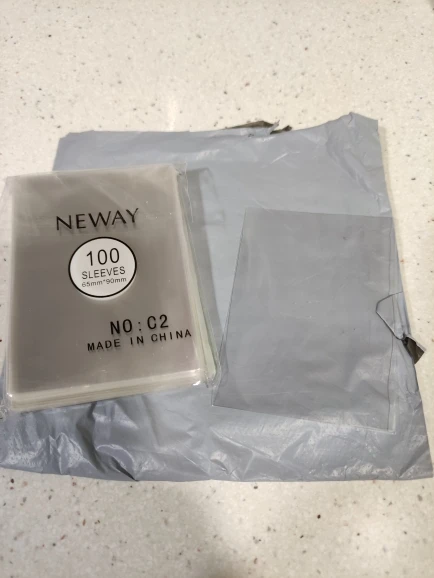 NEWAY
100
SLEEVES
65mm*90mm
NO:C2
MADE IN CHINA